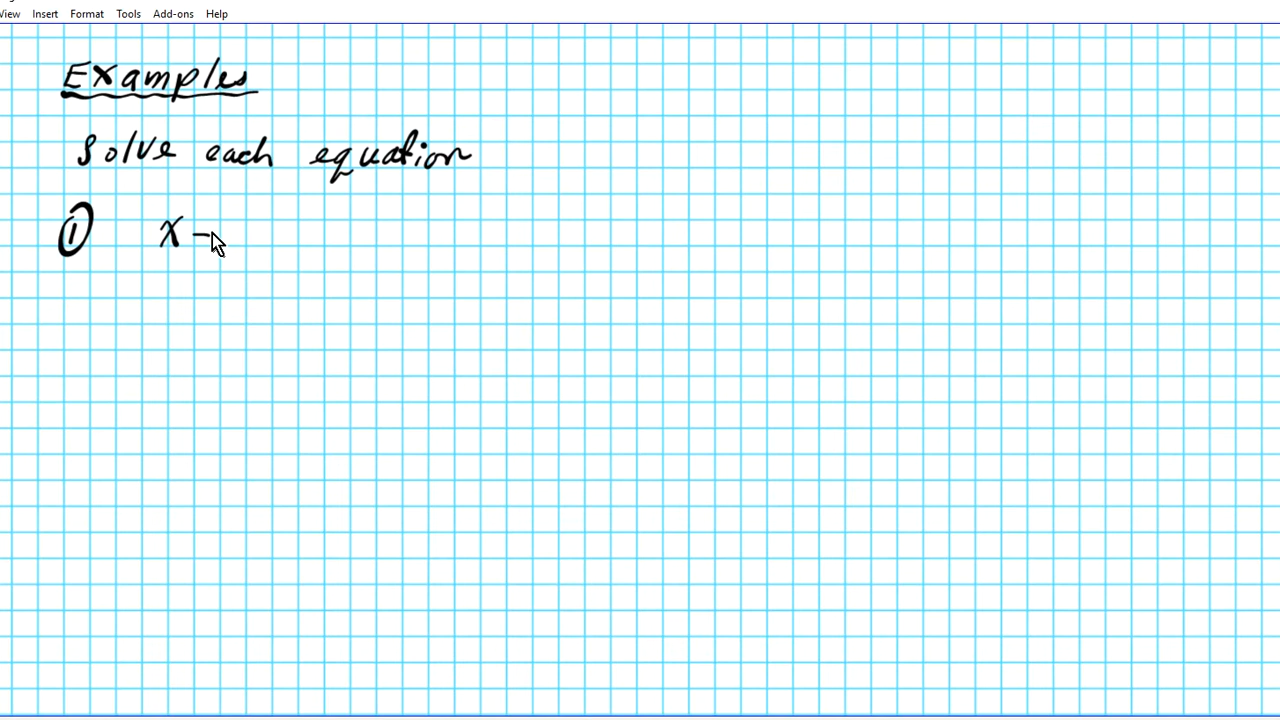 View Insert Format Tools Add-ons Help
Examples
Solve each equation
① x -